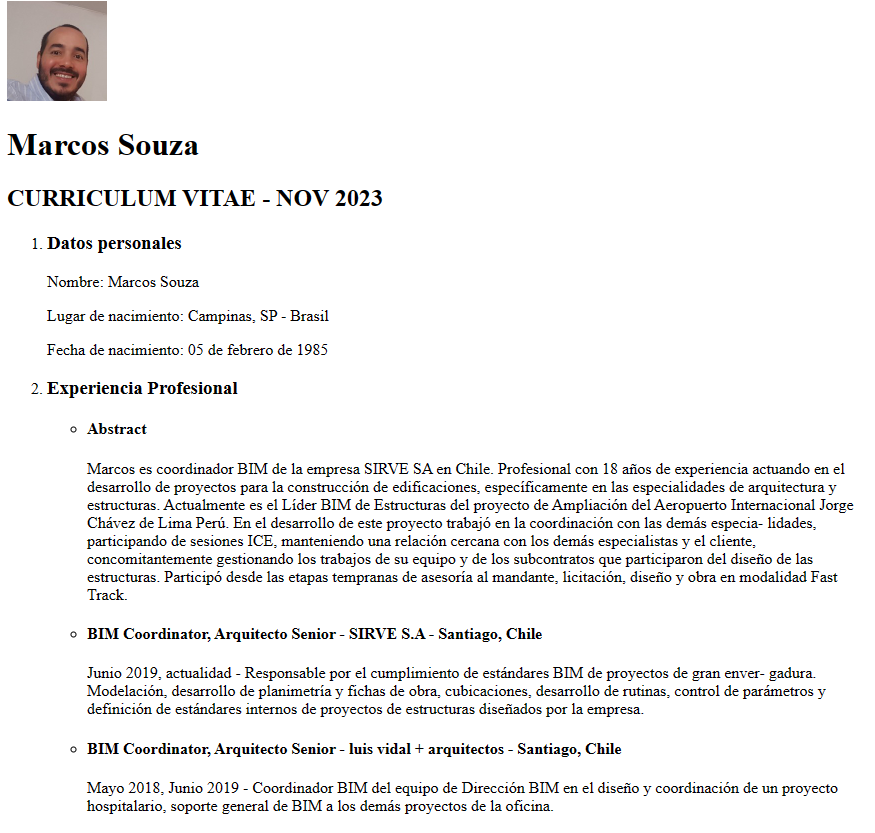 Marcos Souza
CURRICULUM VITAE - NOV 2023
1. Datos personales
Nombre: Marcos Souza
Lugar de nacimiento: Campinas, SP - Brasil
Fecha de nacimiento: 05 de febrero de 1985
2. Experiencia Profesional
Abstract
Marcos es coordinador BIM de la empresa SIRVE SA en Chile. Profesional con 18 años de experiencia actuando en el
desarrollo de proyectos para la construcción de edificaciones, específicamente en las especialidades de arquitectura y
estructuras. Actualmente es el Líder BIM de Estructuras del proyecto de Ampliación del Aeropuerto Internacional Jorge
Chávez de Lima Perú. En el desarrollo de este proyecto trabajó en la coordinación con las demás especia- lidades,
participando de sesiones ICE, manteniendo una relación cercana con los demás especialistas y el cliente,
concomitantemente gestionando los trabajos de su equipo y de los subcontratos que participaron del diseño de las
estructuras. Participó desde las etapas tempranas de asesoría al mandante, licitación, diseño y obra en modalidad Fast
Track.
BIM Coordinator, Arquitecto Senior - SIRVE S.A - Santiago, Chile
Junio 2019, actualidad - Responsable por el cumplimiento de estándares BIM de proyectos de gran enver- gadura.
Modelación, desarrollo de planimetría y fichas de obra, cubicaciones, desarrollo de rutinas, control de parámetros y
definición de estándares internos de proyectos de estructuras diseñados por la empresa.
BIM Coordinator, Arquitecto Senior - luis vidal + arquitectos - Santiago, Chile
Mayo 2018, Junio 2019 - Coordinador BIM del equipo de Dirección BIM en el diseño y coordinación de un proyecto
hospitalario, soporte general de BIM a los demás proyectos de la oficina.